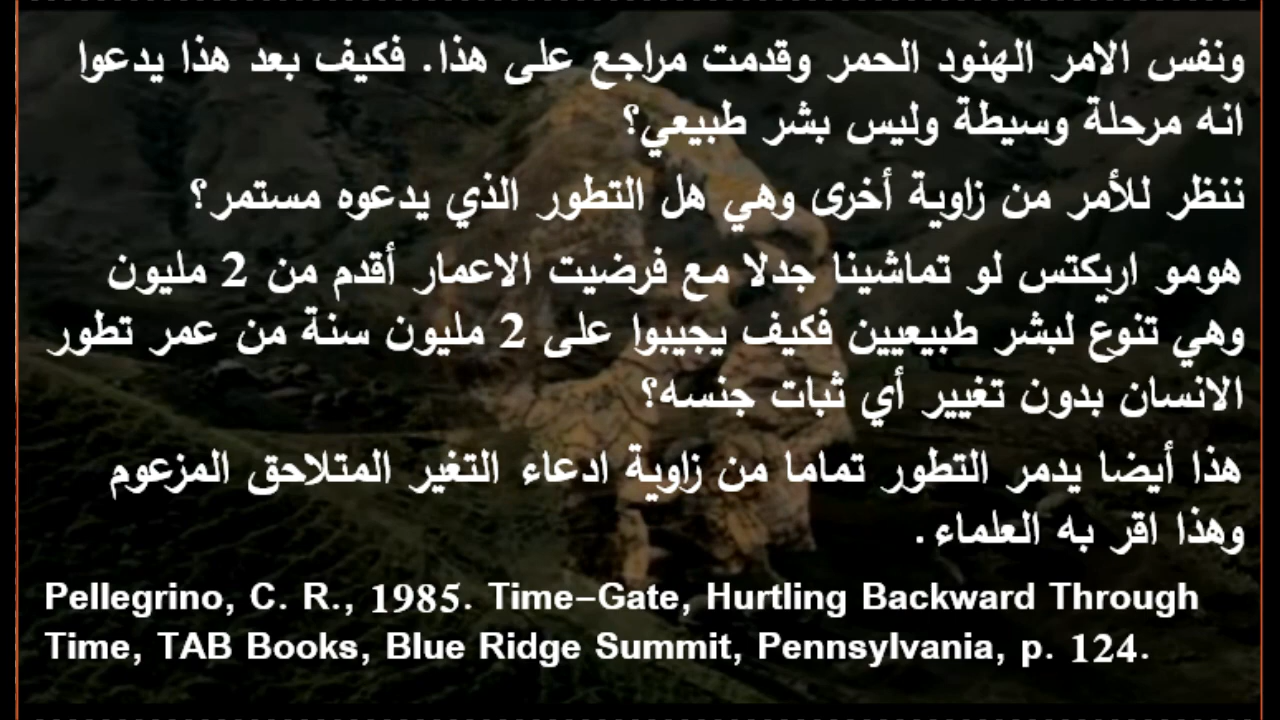 ونفس الامر الهنود الحمر وقدمت مراجع على هذا. فكيف بعد هذا يدعوا
انه مرحلة وسيطة وليس بشر طبيعي؟
ننظر للأمر من زاوية أخرى وهي هل التطور الذي يدعوه مستمر؟
هومو اريكتس لو تماشينا جدلا مع فرضيت الاعمار أقدم من 2 مليون
وهي تنوع لبشر طبيعيين فكيف يجيبوا على 2 مليون سنة من عمر تطور
الانسان بدون تغيير أي ثبات جنسه؟
هذا أيضا يدمر التطور تماما من زاوية ادعاء التغير المتلاحق المزعوم
وهذا اقر به العلماء.
Pellegrino, C. R., 1985. Time–Gate, Hurtling Backward Through
Time, TAB Books, Blue Ridge Summit, Pennsylvania, p. 124.